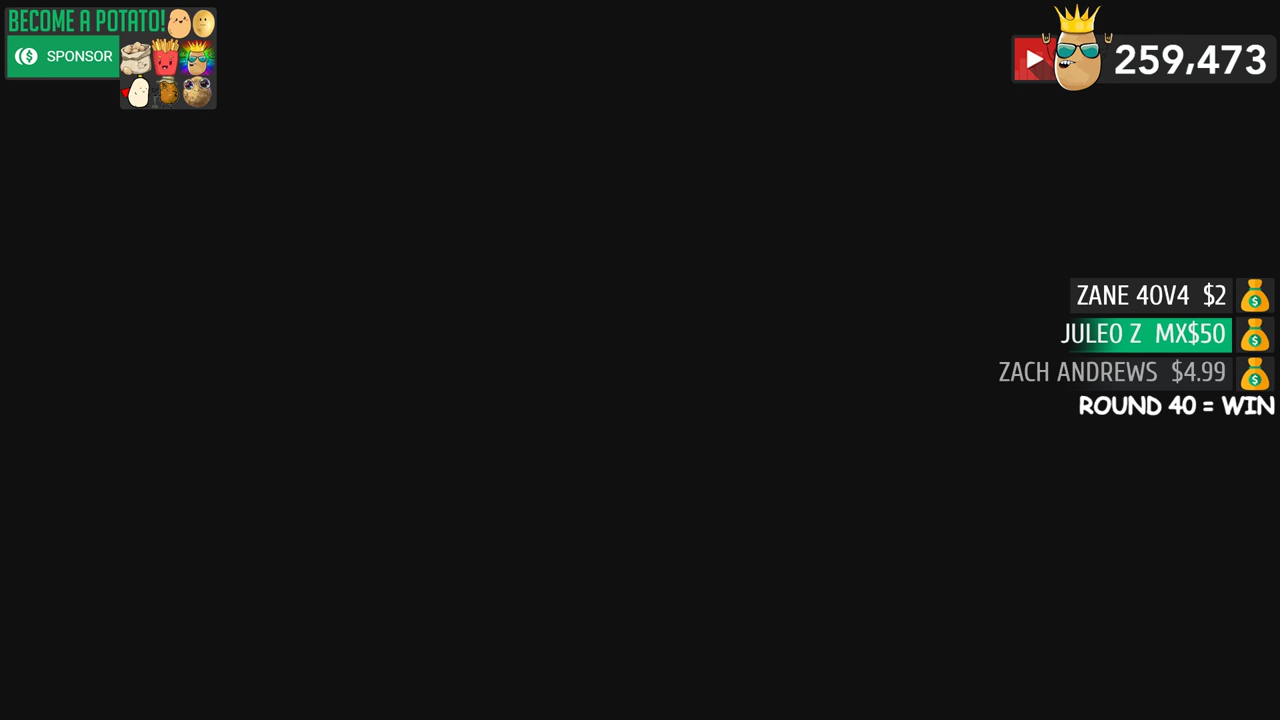 BECOME A POTATO!
SPONSOR
259,473
ZANE 40V4 $2
JULEO Z MX$50
ZACH ANDREWS $4.99
ROUND 40 = WIN